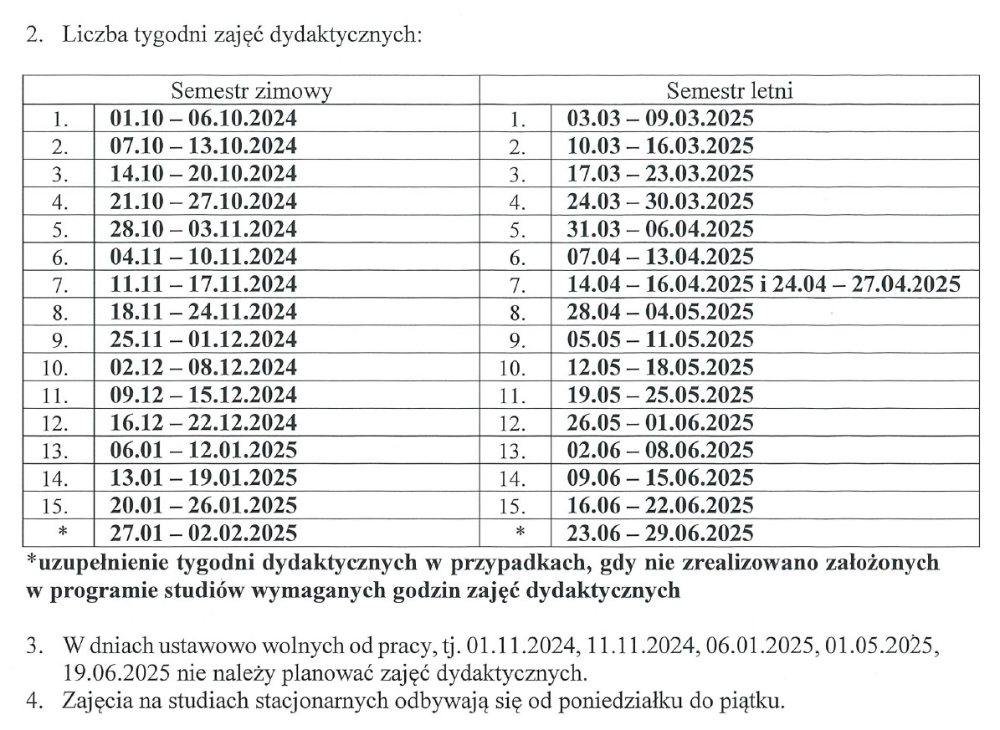 2. Liczba tygodni zajęć dydaktycznych:
Semestr zimowy Semestr letni
1. 01.10 – 06.10.2024 1. 03.03 – 09.03.2025
2. 07.10 – 13.10.2024 2. 10.03 – 16.03.2025
3. 14.10 – 20.10.2024 3. 17.03 – 23.03.2025
4. 21.10 – 27.10.2024 4. 24.03 – 30.03.2025
5. 28.10 – 03.11.2024 5. 31.03 – 06.04.2025
6. 04.11 – 10.11.2024 6. 07.04 – 13.04.2025
7. 11.11 – 17.11.2024 7. 14.04 – 16.04.2025 i 24.04 – 27.04.2025
8. 18.11 – 24.11.2024 8. 28.04 – 04.05.2025
9. 25.11 – 01.12.2024 9. 05.05 – 11.05.2025
10. 02.12 – 08.12.2024 10. 12.05 – 18.05.2025
11. 09.12 – 15.12.2024 11. 19.05 – 25.05.2025
12. 16.12 – 22.12.2024 12. 26.05 – 01.06.2025
13. 06.01 – 12.01.2025 13. 02.06 – 08.06.2025
14. 13.01 – 19.01.2025 14. 09.06 – 15.06.2025
15. 20.01 – 26.01.2025 15. 16.06 – 22.06.2025
* 27.01 – 02.02.2025 * 23.06 – 29.06.2025
*uzupełnienie tygodni dydaktycznych w przypadkach, gdy nie zrealizowano założonych
w programie studiów wymaganych godzin zajęć dydaktycznych
3. W dniach ustawowo wolnych od pracy, tj. 01.11.2024, 11.11.2024, 06.01.2025, 01.05.2025,
19.06.2025 nie należy planować zajęć dydaktycznych.
4. Zajęcia na studiach stacjonarnych odbywają się od poniedziałku do piątku.